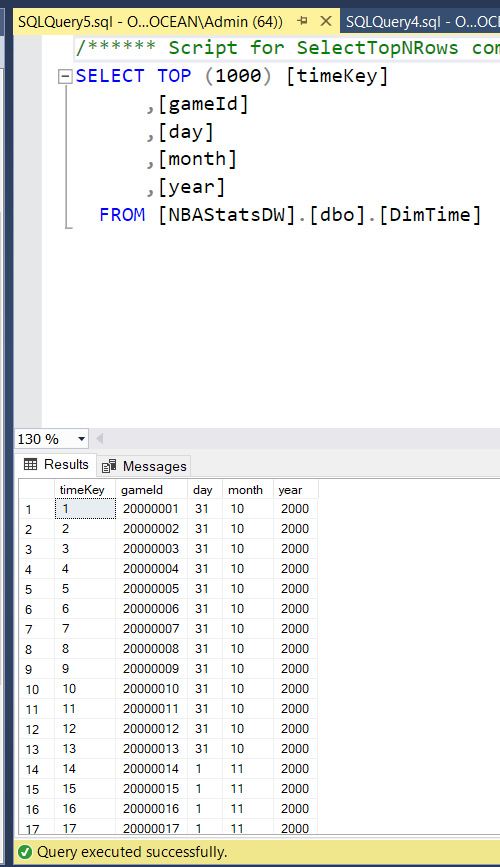 SQLQuery5.sql - O...OCEAN\Admin (64)) SQLQuery4.sql - O...OCEA
/****** Script for SelectTopNRows com
SELECT TOP (1000) [timeKey]
,[gameId]
,[day]
,[month]
,[year]
FROM [NBAStatsDW].[dbo].[DimTime]
130 %
Results Messages
timeKey gameId day month year
1 1 20000001 31 10 2000
2 2 20000002 31 10 2000
3 3 20000003 31 10 2000
4 4 20000004 31 10 2000
5 5 20000005 31 10 2000
6 6 20000006 31 10 2000
7 7 20000007 31 10 2000
8 8 20000008 31 10 2000
9 9 20000009 31 10 2000
10 10 20000010 31 10 2000
11 11 20000011 31 10 2000
12 12 20000012 31 10 2000
13 13 20000013 31 10 2000
14 14 20000014 1 11 2000
15 15 20000015 1 11 2000
16 16 20000016 1 11 2000
17 17 20000017 1 11 2000
Query executed successfully.